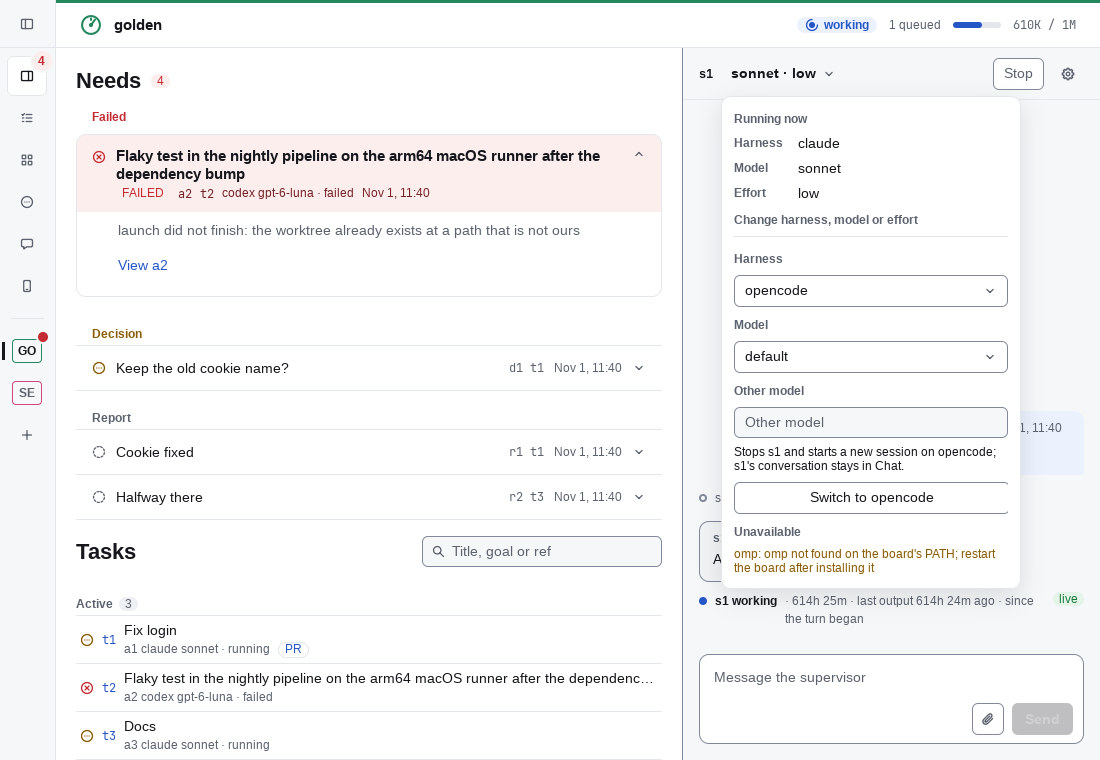 golden
working
1 queued
610K / 1M
4
GO
SE
Needs 4
Failed
Flaky test in the nightly pipeline on the arm64 macOS runner after the
dependency bump
FAILED a2 t2 codex gpt-6-luna · failed Nov 1, 11:40
launch did not finish: the worktree already exists at a path that is not ours
View a2
Decision
Keep the old cookie name? d1 t1 Nov 1, 11:40
Report
Cookie fixed r1 t1 Nov 1, 11:40
Halfway there r2 t3 Nov 1, 11:40
Tasks
Title, goal or ref
Active 3
t1 Fix login
a1 claude sonnet · running PR
t2 Flaky test in the nightly pipeline on the arm64 macOS runner after the dependenc…
a2 codex gpt-6-luna · failed
t3 Docs
a3 claude sonnet · running
s1 sonnet · low
Stop
Running now
Harness claude
Model sonnet
Effort low
Change harness, model or effort
Harness
opencode
Model
default
Other model
Other model
Stops s1 and starts a new session on opencode;
s1's conversation stays in Chat.
Switch to opencode
Unavailable
omp: omp not found on the board's PATH; restart
the board after installing it
1, 11:40
s
s
A
s1 working · 614h 25m · last output 614h 24m ago · since
the turn began
live
Message the supervisor
Send